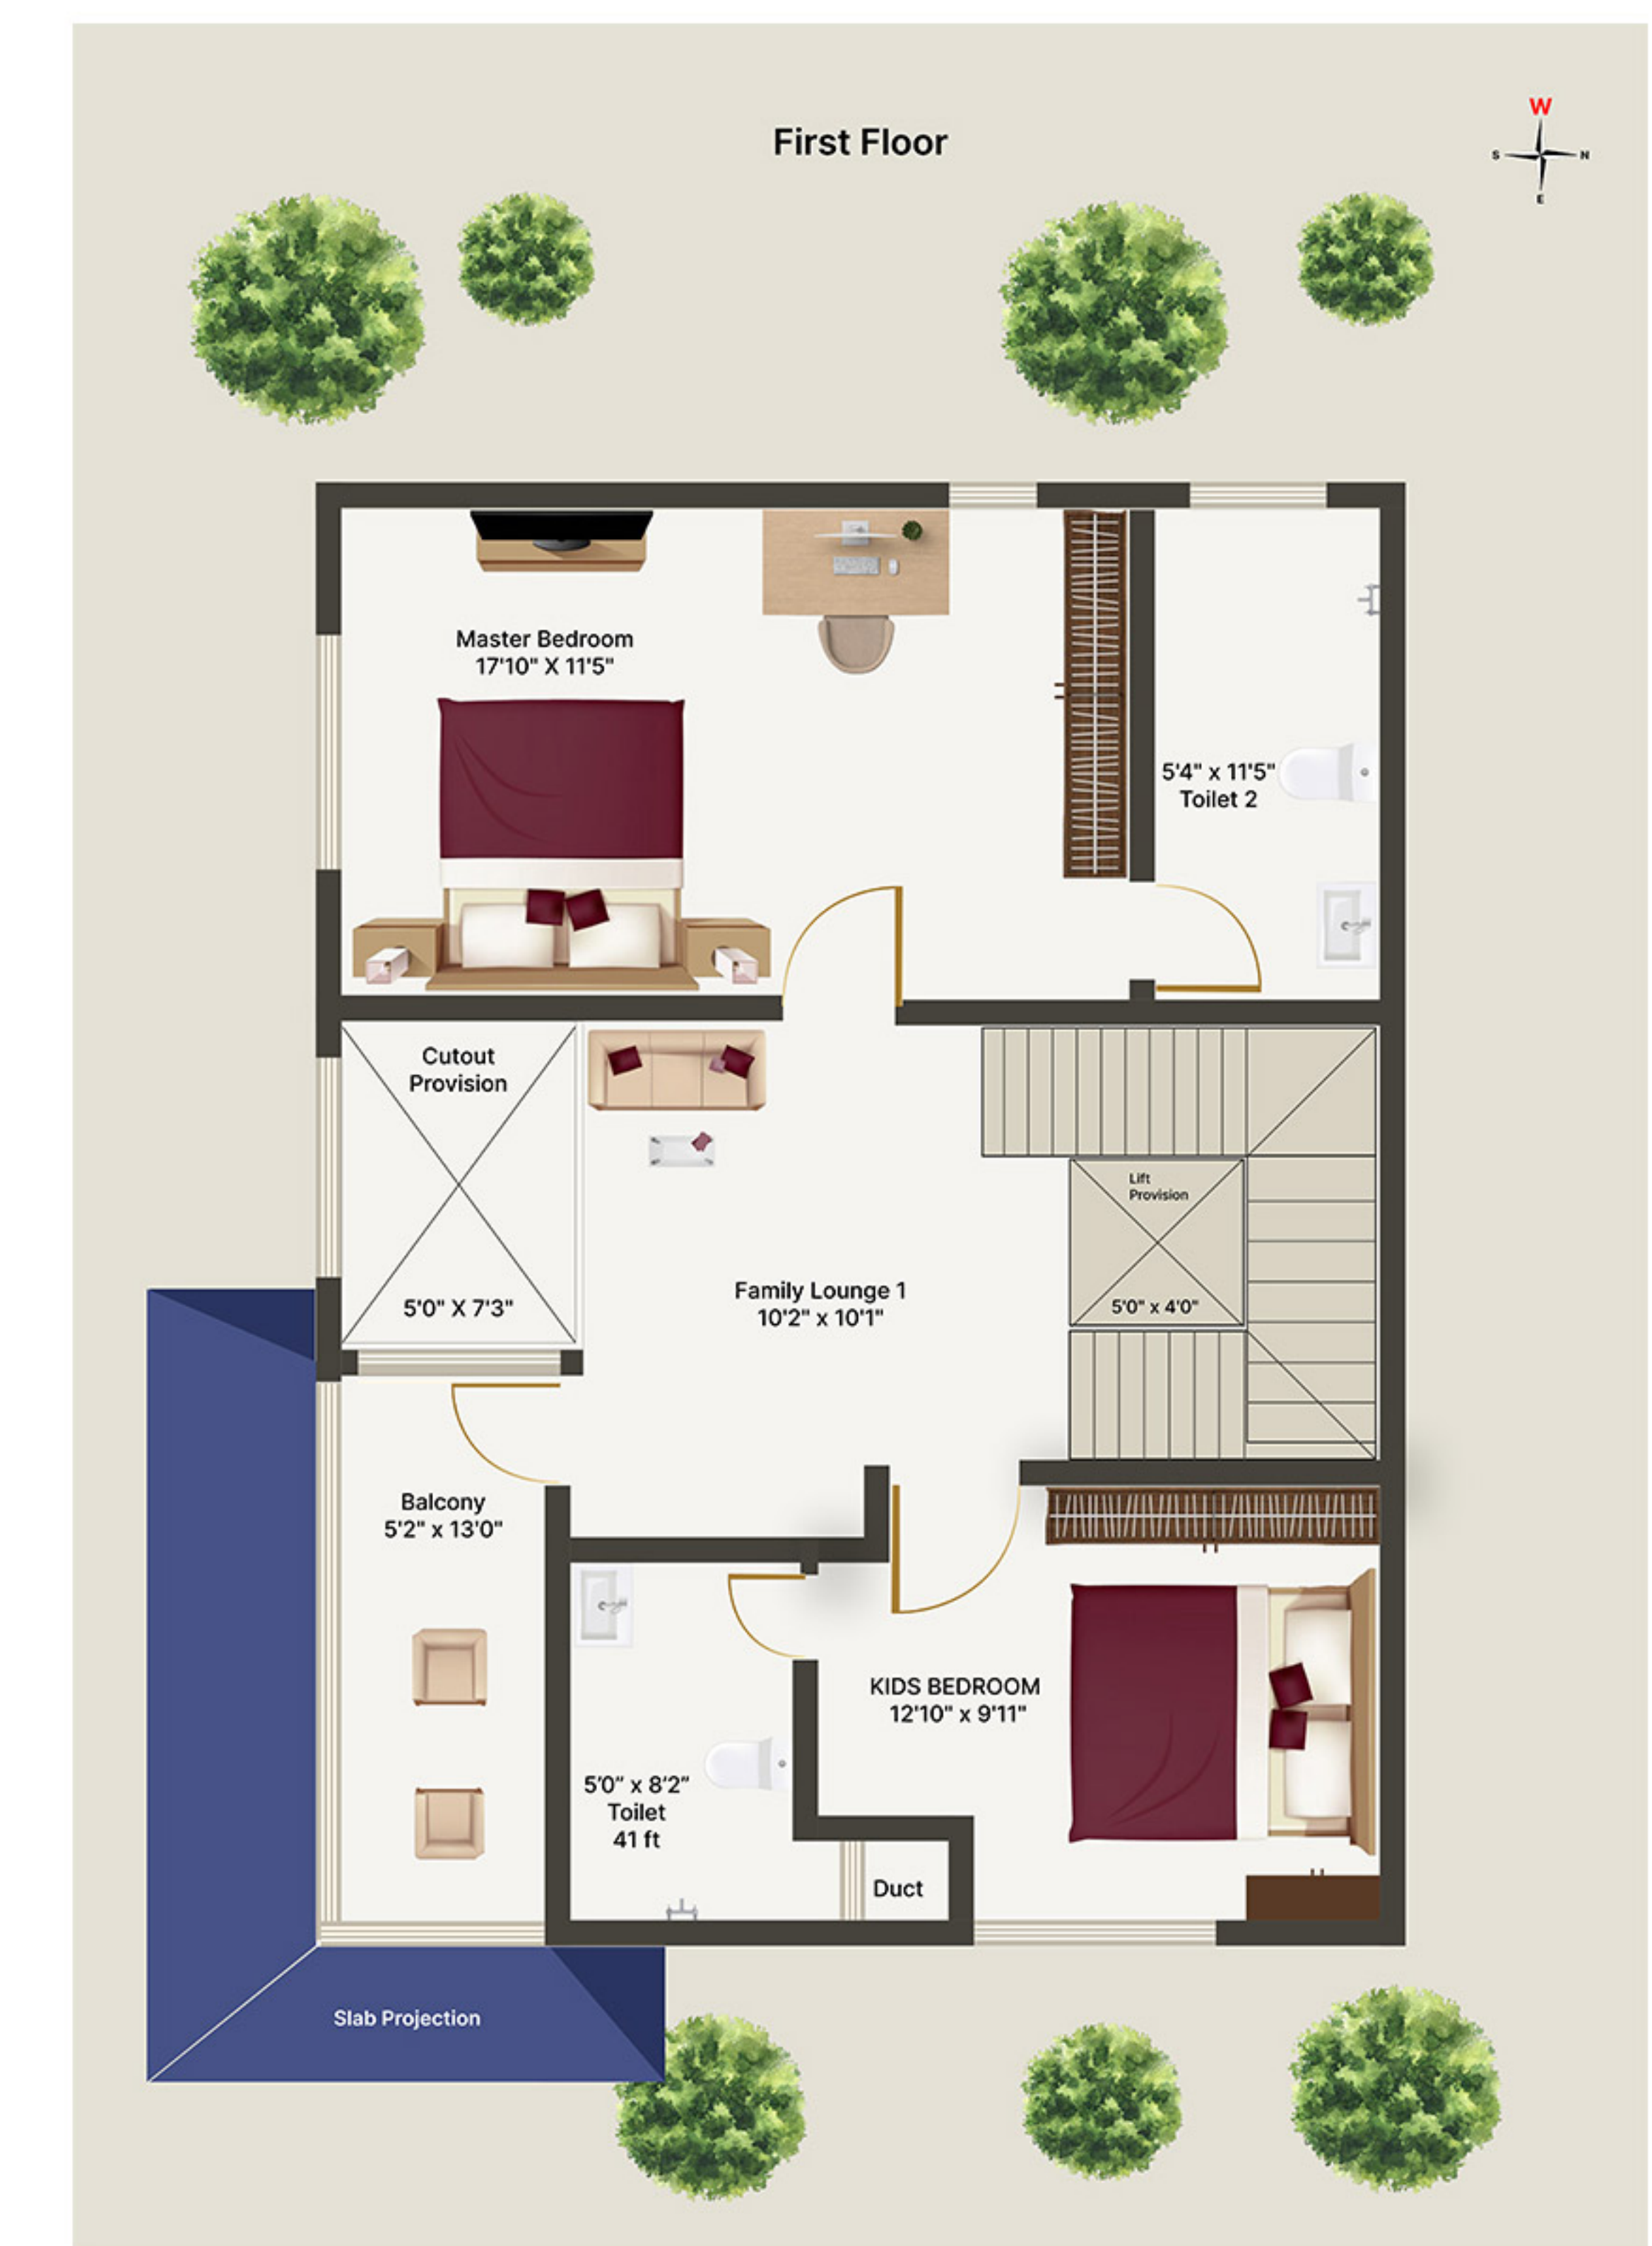 First Floor
W
S
N
E
Master Bedroom
17'10" X 11'5"
5'4" x 11'5"
Toilet 2
Cutout
Provision
5'0" X 7'3"
Lift
Provision
5'0" x 4'0"
Family Lounge 1
10'2" x 10'1"
Balcony
5'2" x 13'0"
KIDS BEDROOM
12'10" x 9'11"
5'0” x 8'2”
Toilet
41 ft
Duct
Slab Projection